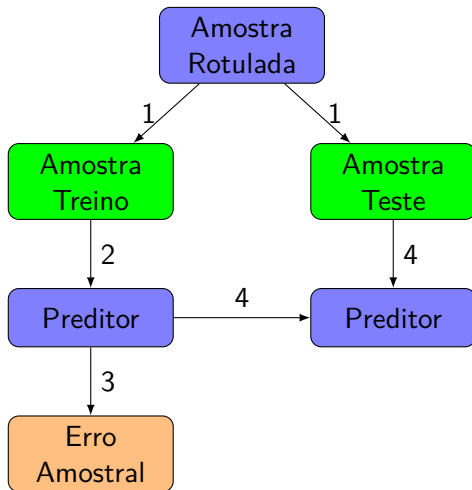 Amostra
Rotulada
1
1
Amostra
Treino
Amostra
Teste
2
4
Preditor
4
Preditor
3
Erro
Amostral